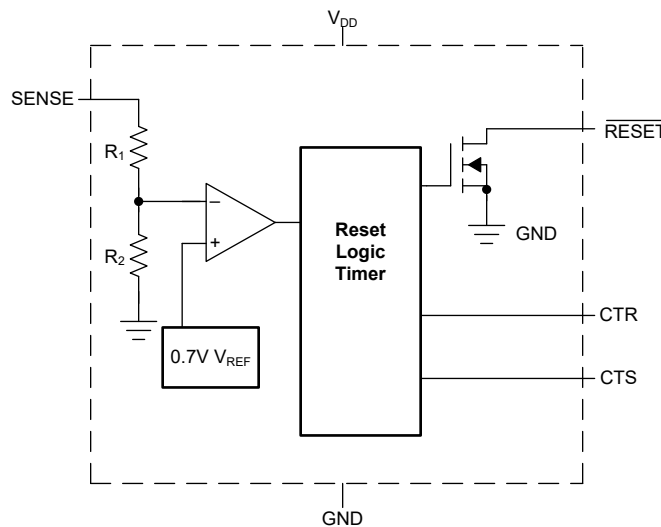 VDD
SENSE
R1
R2
−
+
0.7V VREF
Reset
Logic
Timer
RESET
GND
CTR
CTS
GND